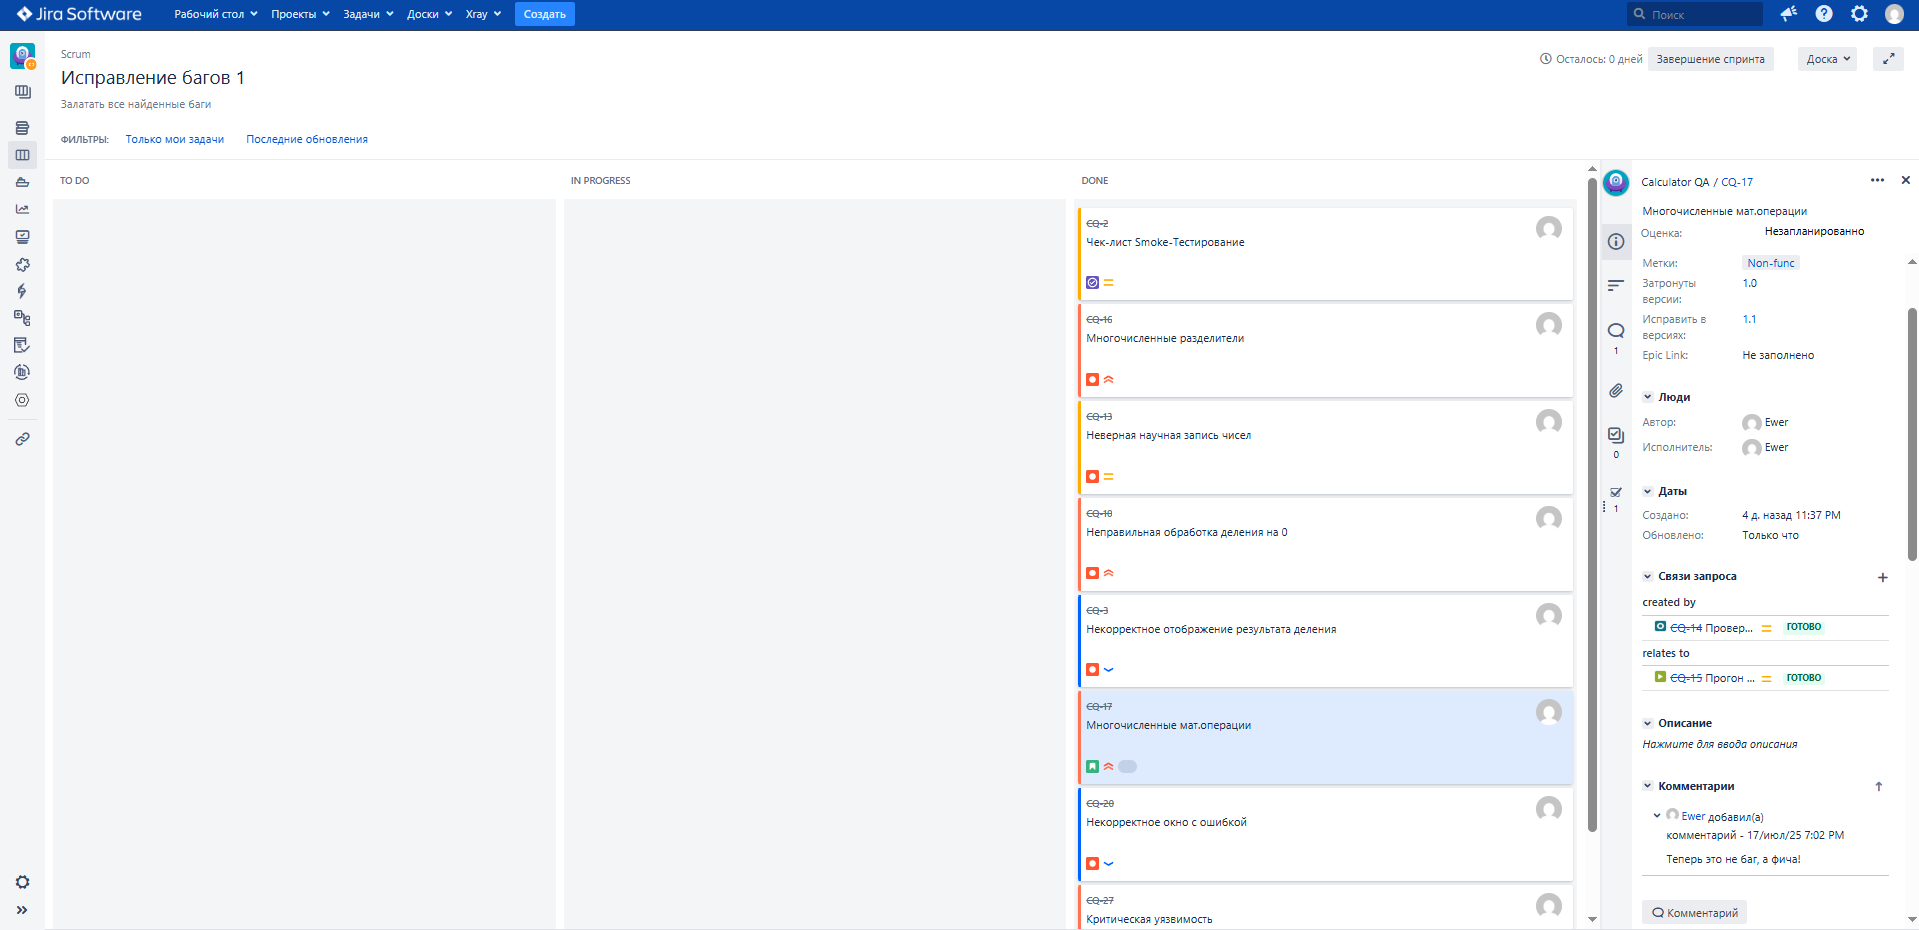 Jira Software
Рабочий стол
Проекты
Задачи
Доски
Xray
Создать
Поиск
Scrum
Исправление багов 1
Залатать все найденные баги
Осталось: 0 дней
Завершение спринта
Доска
ФИЛЬТРЫ:
Только мои задачи
Последние обновления
TO DO
IN PROGRESS
DONE
CQ-2
Чек-лист Smoke-Тестирование
CQ-16
Многочисленные разделители
CQ-13
Неверная научная запись чисел
CQ-18
Неправильная обработка деления на 0
CQ-3
Некорректное отображение результата деления
CQ-17
Многочисленные мат.операции
CQ-20
Некорректное окно с ошибкой
CQ-27
Критическая уязвимость
1
0
1
Calculator QA / CQ-17
Многочисленные мат.операции
Оценка: Незапланированно
Метки: Non-func
Затронуты версии: 1.0
Исправить в версиях: 1.1
Epic Link: Не заполнено
Люди
Автор: Ewer
Исполнитель: Ewer
Даты
Создано: 4 д. назад 11:37 PM
Обновлено: Только что
Связи запроса
created by
CQ-14 Провер... ГОТОВО
relates to
CQ-15 Прогон ... ГОТОВО
Описание
Нажмите для ввода описания
Комментарии
Ewer добавил(а)
комментарий - 17/июл/25 7:02 PM
Теперь это не баг, а фича!
Комментарий